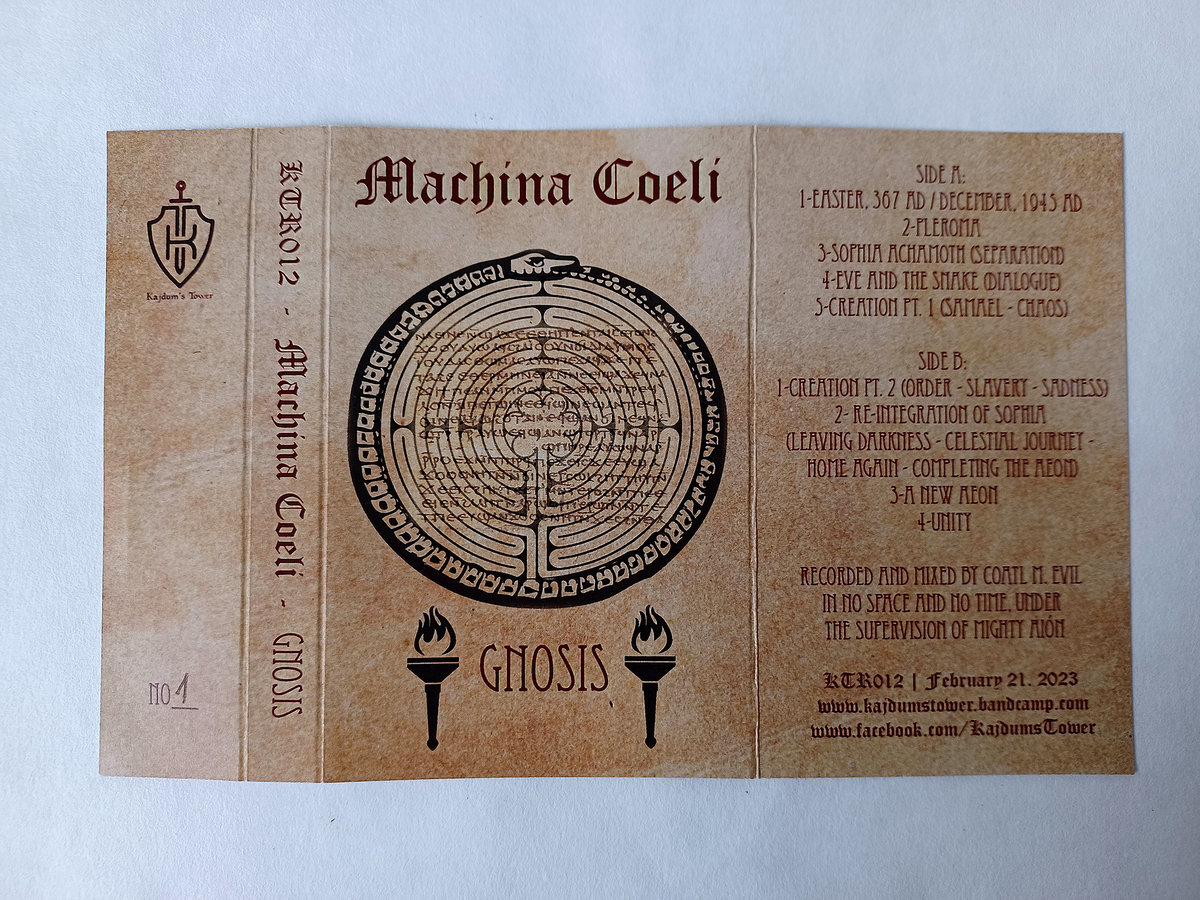 Kajdum's Tower
NO 1
KTR012 - Machina Coeli - GNOSIS
Machina Coeli
GNOSIS
SIDE A:
1-EASTER, 367 AD / DECEMBER, 1945 AD
2-PLEROMA
3-SOPHIA ACHAMOTH (SEPARATION)
4-EVE AND THE SNAKE (DIALOGUE)
5-CREATION PT. 1 (SAMAEL - CHAOS)
SIDE B:
1-CREATION PT. 2 (ORDER - SLAVERY - SADNESS)
2- RE-INTEGRATION OF SOPHIA
(LEAVING DARKNESS - CELESTIAL JOURNEY -
HOME AGAIN - COMPLETING THE AEON)
3-A NEW AEON
4-UNITY
RECORDED AND MIXED BY COATL M. EVIL
IN NO SPACE AND NO TIME, UNDER
THE SUPERVISION OF MIGHTY AIÓN
KTR012 | February 21. 2023
www.kajdumstower.bandcamp.com
www.facebook.com/KajdumsTower